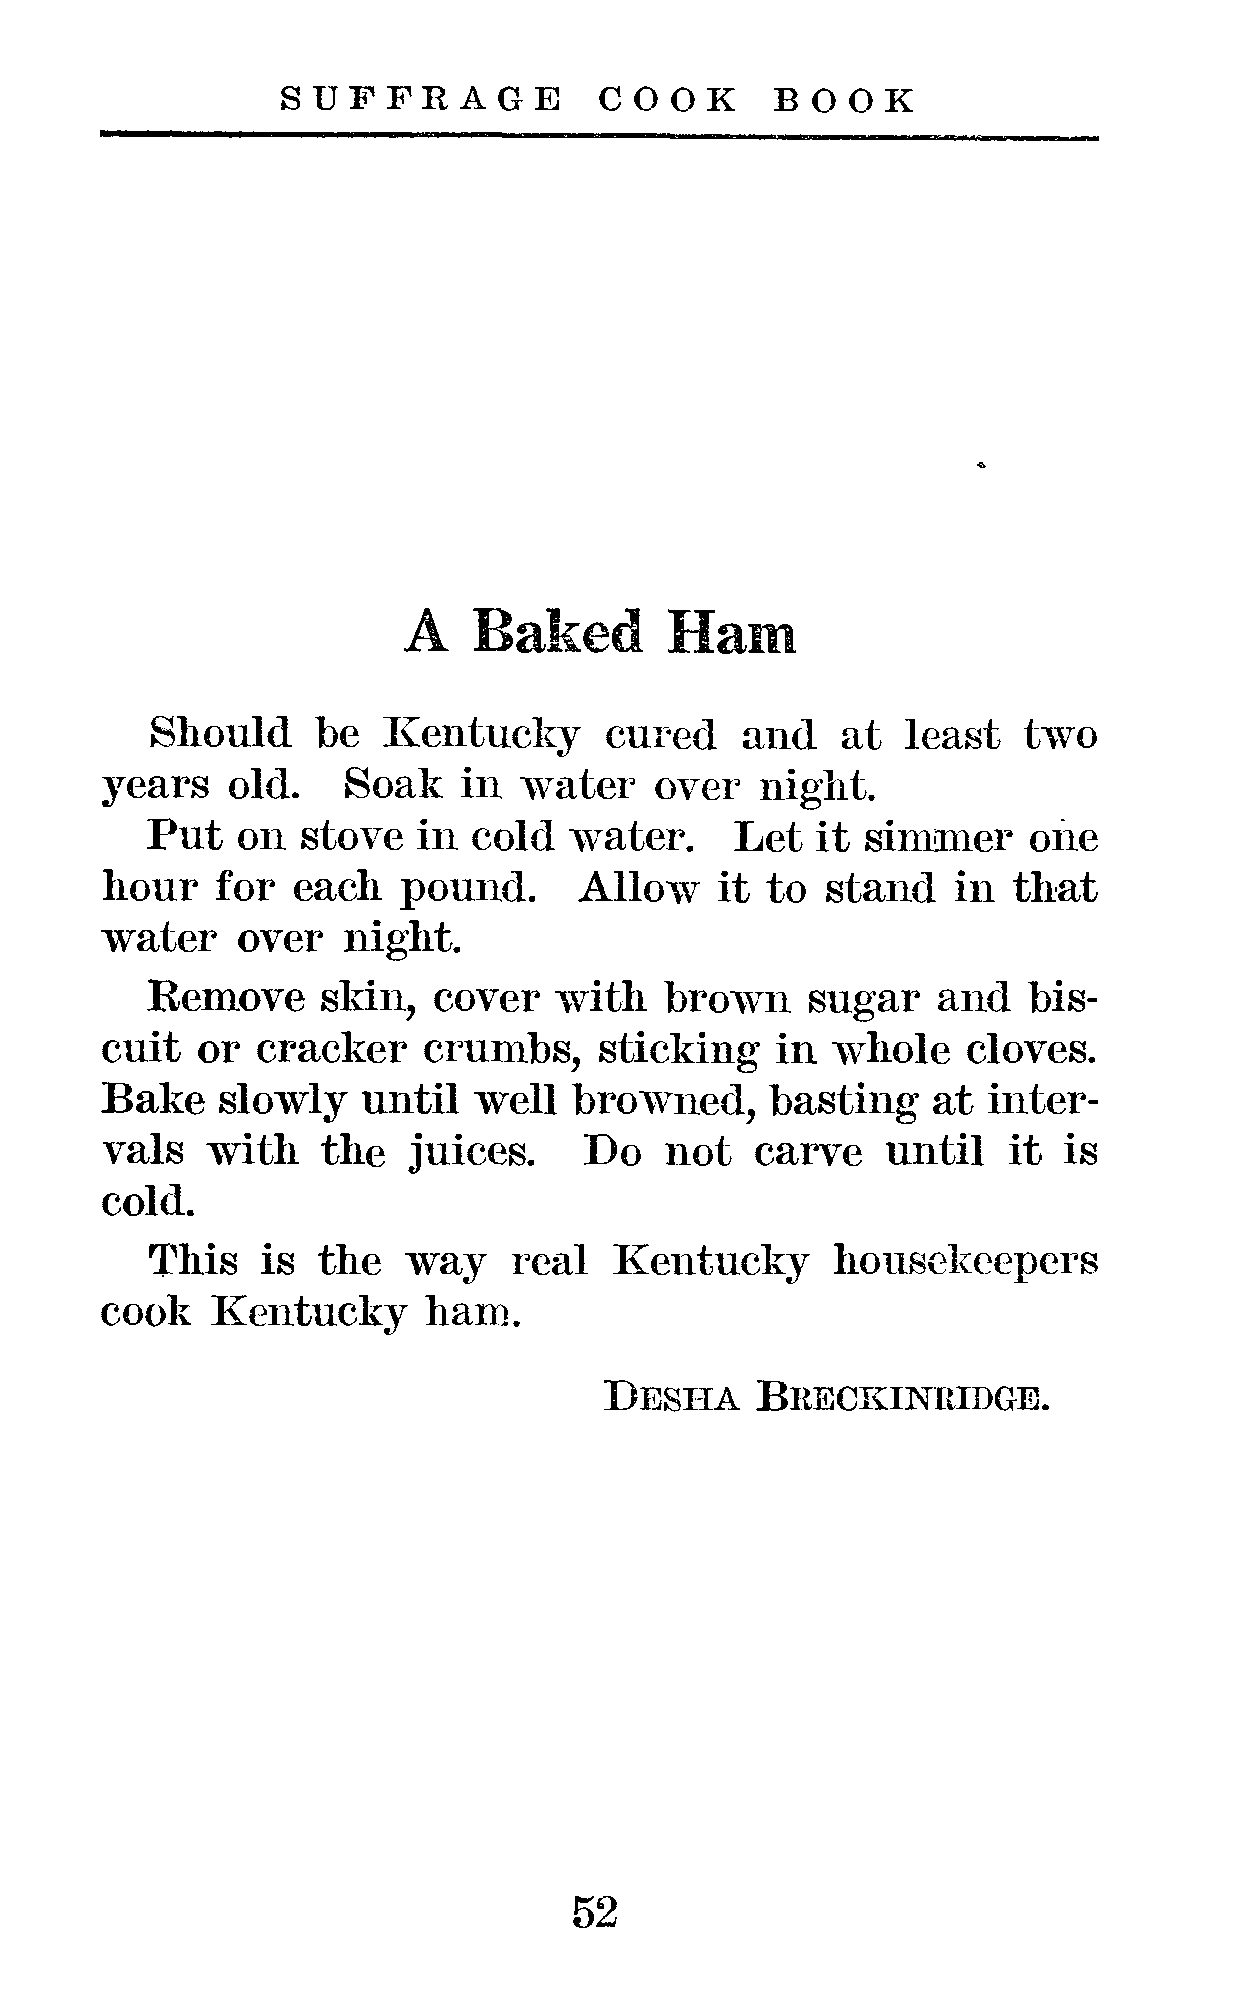 SUFFRAGE COOK BOOK
A Baked Ham
Should be Kentucky cured and at least two
years old. Soak in water over night.
Put on stove in cold water. Let it simmer one
hour for each pound. Allow it to stand in that
water over night.
Remove skin, cover with brown sugar and bis-
cuit or cracker crumbs, sticking in whole cloves.
Bake slowly until well browned, basting at inter-
vals with the juices. Do not carve until it is
cold.
This is the way real Kentucky housekeepers
cook Kentucky ham.
DESHA BRECKINRIDGE.
52